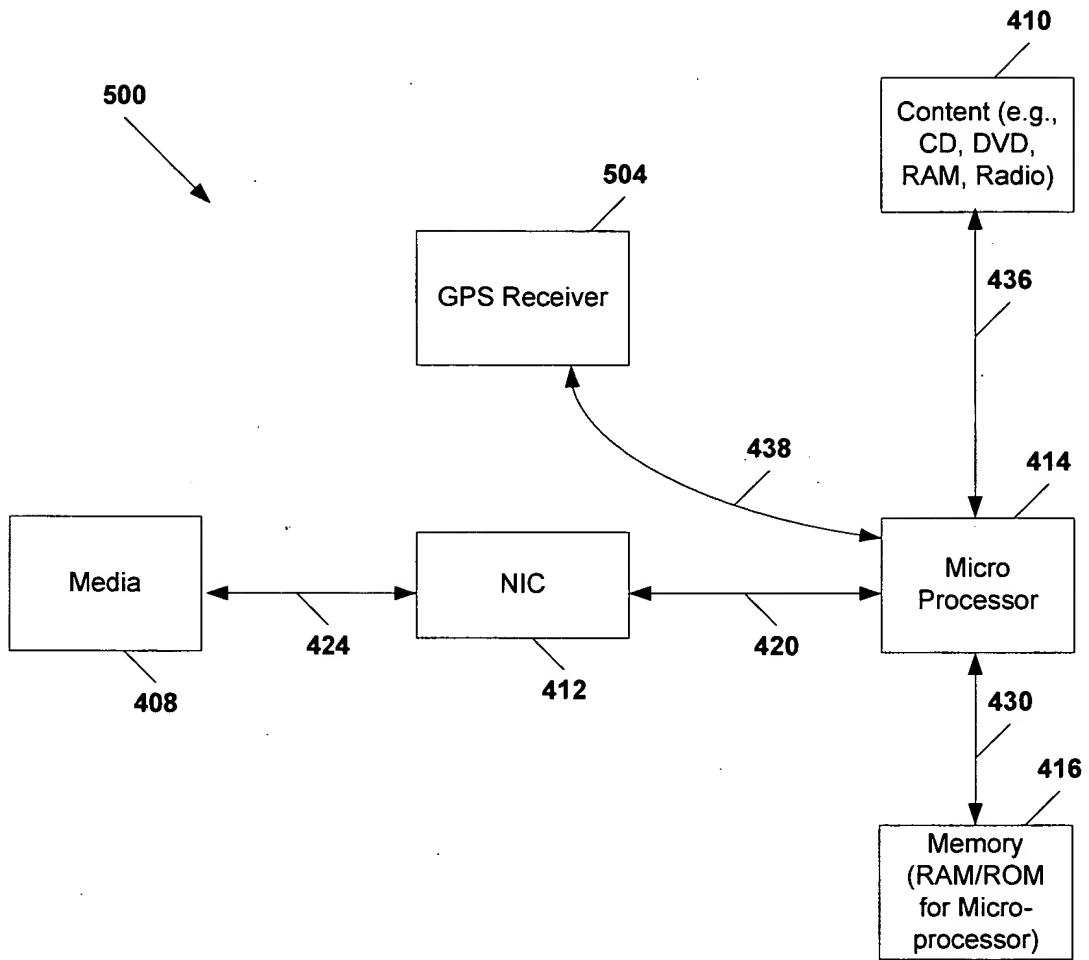 410
500
Content (e.g.,
CD, DVD,
RAM, Radio)
504
GPS Receiver
436
438
414
Media
NIC
Micro
Processor
424
420
408
412
430
416
Memory
(RAM/ROM
for Micro-
processor)